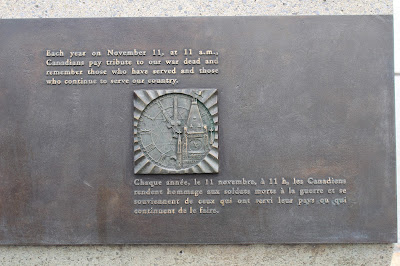 Each year on November 11, at 11 a.m.,
Canadians pay tribute to our war dead and
remember those who have served and those
who continue to serve our country.
Chaque année, le 11 novembre, à 11 h, les Canadiens
rendent hommage aux soldats morts à la guerre et se
souviennent de ceux qui ont servi leur pays ou qui
continuent de le faire.